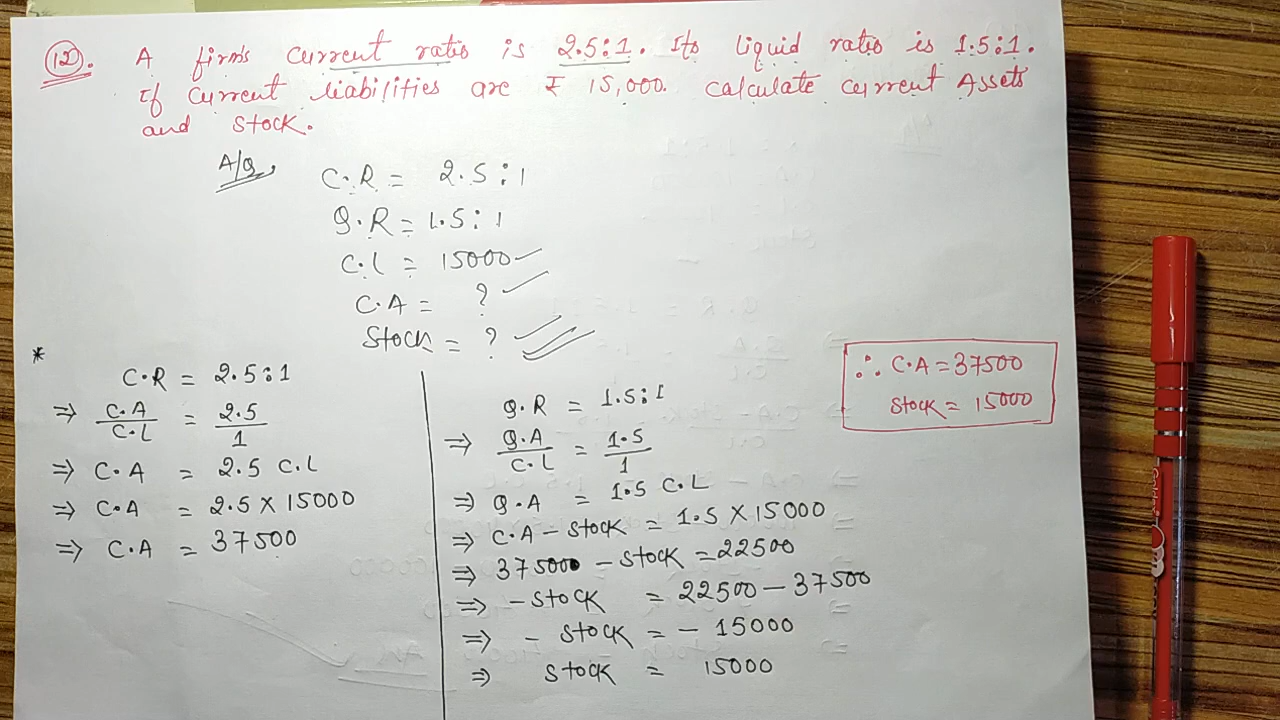 (12). A firm's current ratio is 2.5:1. Its liquid ratio is 1.5:1.
If current liabilities are ₹ 15,000. calculate current Assets
and stock.
A/Q,
C.R = 2.5:1
Q.R = 1.5:1
C.L = 15000
C.A = ?
Stock = ?
*
C.R = 2.5:1
⇒ C.A/C.L = 2.5/1
⇒ C.A = 2.5 C.L
⇒ C.A = 2.5 × 15000
⇒ C.A = 37500
Q.R = 1.5:1
⇒ Q.A/C.L = 1.5/1
⇒ Q.A = 1.5 C.L
⇒ C.A - Stock = 1.5 × 15000
⇒ 37500 - Stock = 22500
⇒ - Stock = 22500 - 37500
⇒ - Stock = - 15000
⇒ Stock = 15000
∴ C.A = 37500
Stock = 15000